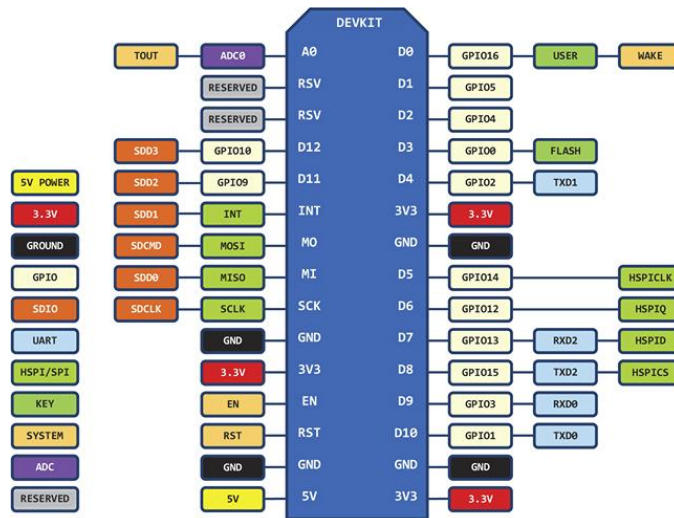 DEVKIT
TOUT ADC0 A0 D0 GPIO16 USER WAKE
RESERVED RSV D1 GPIO5
RESERVED RSV D2 GPIO4
SDD3 GPIO10 D12 D3 GPIO0 FLASH
5V POWER SDD2 GPIO9 D11 D4 GPIO2 TXD1
3.3V SDD1 INT INT 3V3 3.3V
GROUND SDCMD MOSI MO GND GND
GPIO SDD0 MISO MI D5 GPIO14 HSPICLK
SDIO SDCLK SCLK SCK D6 GPIO12 HSPIQ
UART GND GND D7 GPIO13 RXD2 HSPID
HSPI/SPI 3.3V 3V3 D8 GPIO15 TXD2 HSPICS
KEY EN EN D9 GPIO3 RXD0
SYSTEM RST RST D10 GPIO1 TXD0
ADC GND GND GND GND
RESERVED 5V 5V 3V3 3.3V